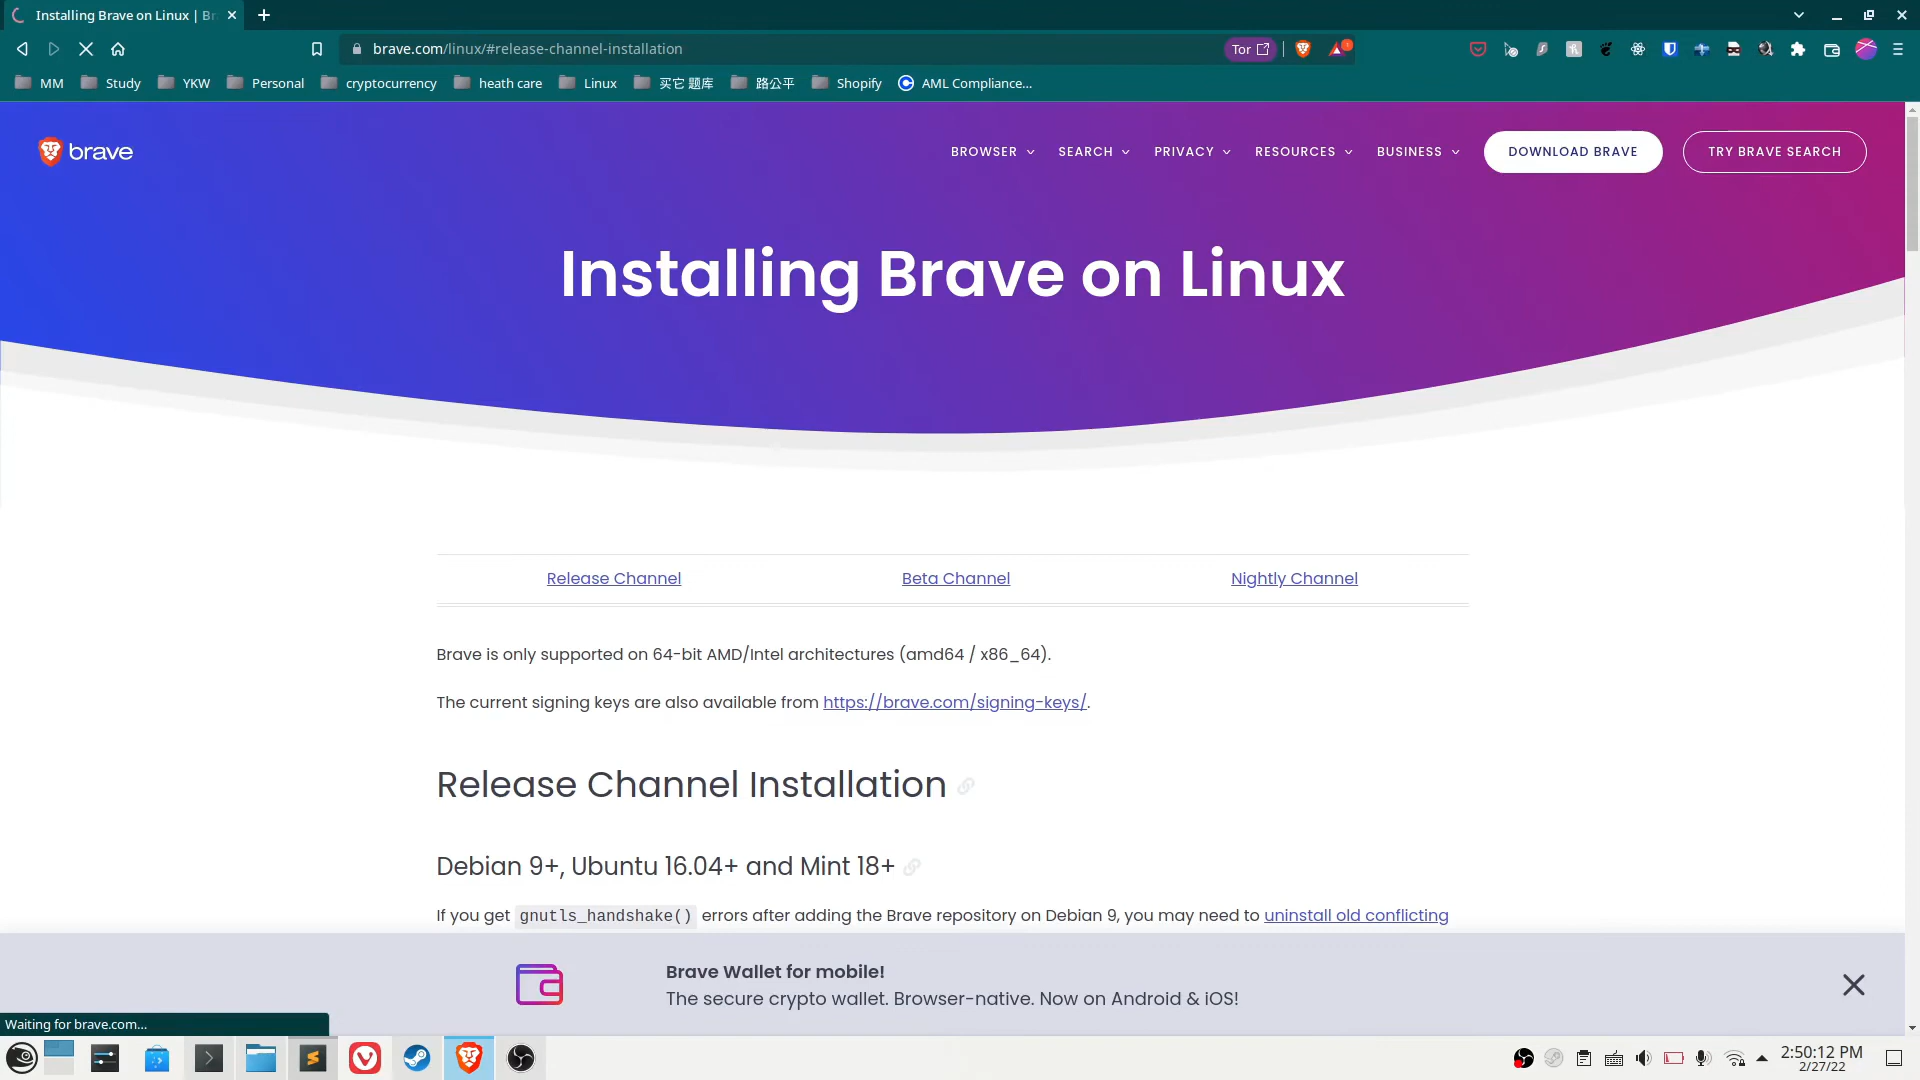 Installing Brave on Linux | Br
brave.com/linux/#release-channel-installation
Tor
MM
Study
YKW
Personal
cryptocurrency
heath care
Linux
买它 题库
路公平
Shopify
AML Compliance...
brave
BROWSER
SEARCH
PRIVACY
RESOURCES
BUSINESS
DOWNLOAD BRAVE
TRY BRAVE SEARCH
Installing Brave on Linux
Release Channel
Beta Channel
Nightly Channel
Brave is only supported on 64-bit AMD/Intel architectures (amd64 / x86_64).
The current signing keys are also available from https://brave.com/signing-keys/.
Release Channel Installation
Debian 9+, Ubuntu 16.04+ and Mint 18+
If you get gnutls_handshake() errors after adding the Brave repository on Debian 9, you may need to uninstall old conflicting
Brave Wallet for mobile!
The secure crypto wallet. Browser-native. Now on Android & iOS!
Waiting for brave.com...
2:50:12 PM
2/27/22